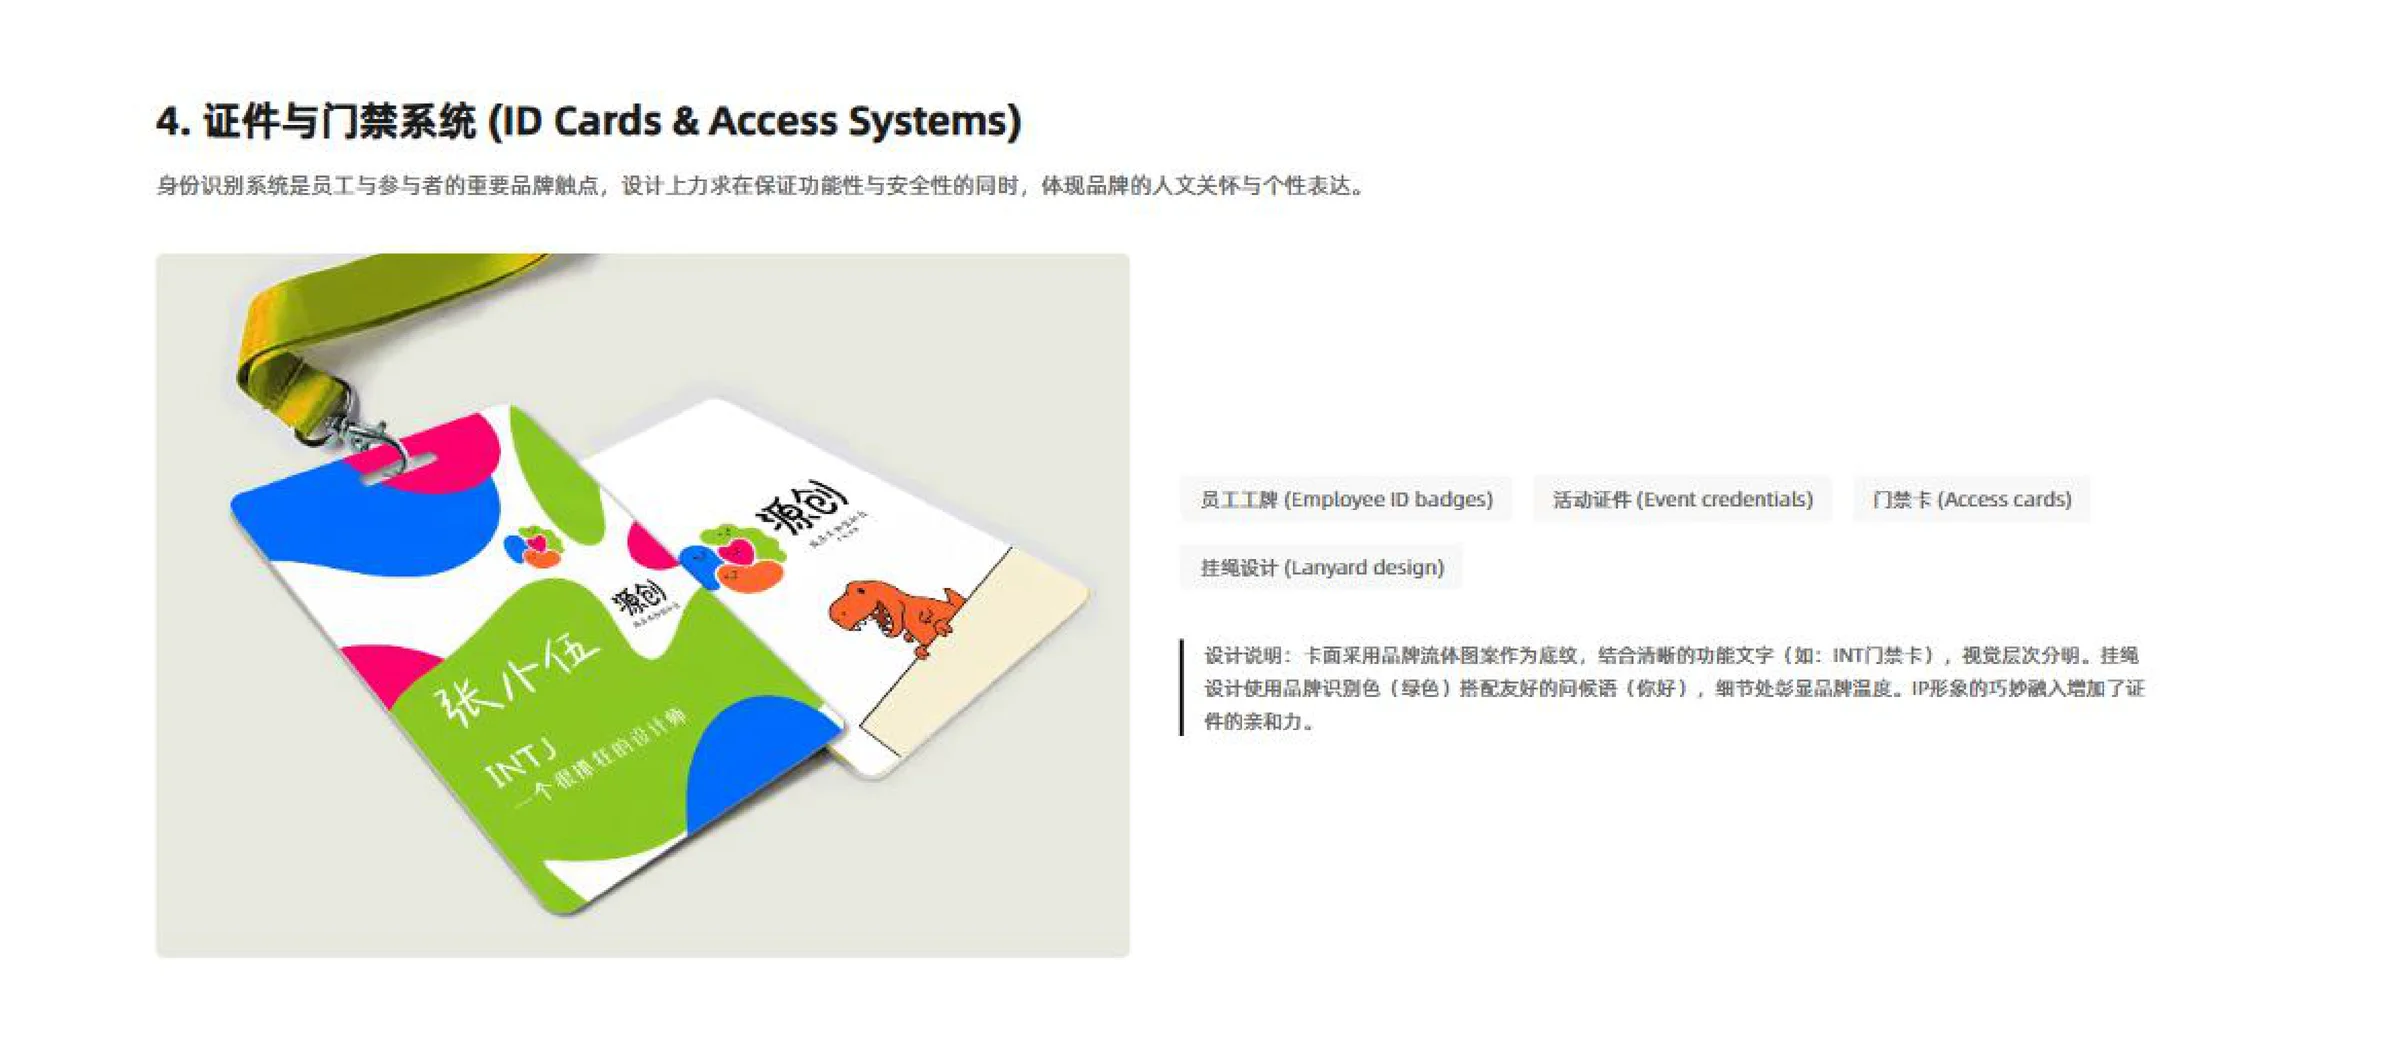 4. 证件与门禁系统 (ID Cards & Access Systems)
身份识别系统是员工与参与者的重要品牌触点，设计上力求在保证功能性与安全性的同时，体现品牌的人文关怀与个性表达。
源创
源创
张小伍
INTJ
一个很抓狂的设计师
员工工牌 (Employee ID badges)
活动证件 (Event credentials)
门禁卡 (Access cards)
挂绳设计 (Lanyard design)
设计说明：卡面采用品牌流体图案作为底纹，结合清晰的功能文字（如：INT门禁卡），视觉层次分明。挂绳
设计使用品牌识别色（绿色）搭配友好的问候语（你好），细节处彰显品牌温度。IP形象的巧妙融入增加了证
件的亲和力。